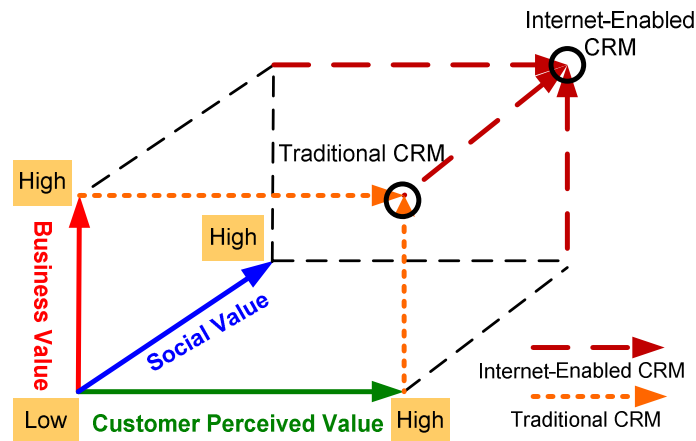 Internet-Enabled
CRM
Traditional CRM
High
High
Business Value
Social Value
Low
Customer Perceived Value
High
Internet-Enabled CRM
Traditional CRM